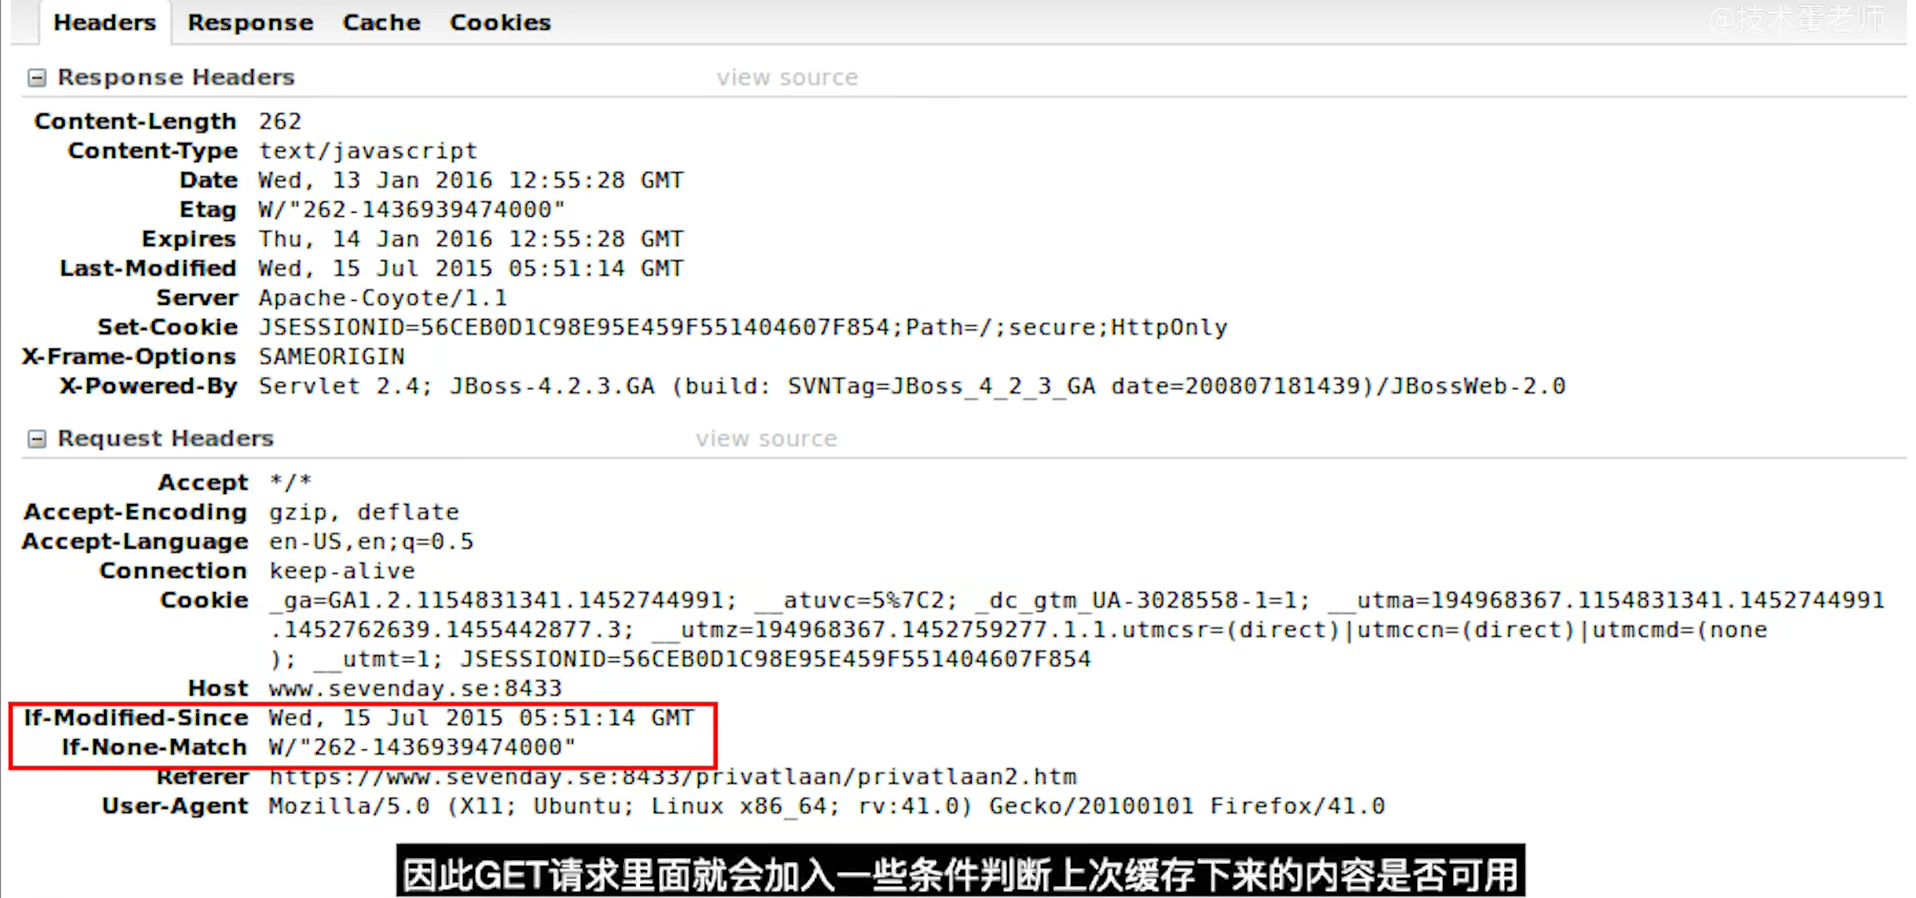 Headers Response Cache Cookies
@技术蛋老师
Response Headers view source
Content-Length 262
Content-Type text/javascript
Date Wed, 13 Jan 2016 12:55:28 GMT
Etag W/"262-1436939474000"
Expires Thu, 14 Jan 2016 12:55:28 GMT
Last-Modified Wed, 15 Jul 2015 05:51:14 GMT
Server Apache-Coyote/1.1
Set-Cookie JSESSIONID=56CEB0D1C98E95E459F551404607F854;Path=/;secure;HttpOnly
X-Frame-Options SAMEORIGIN
X-Powered-By Servlet 2.4; JBoss-4.2.3.GA (build: SVNTag=JBoss_4_2_3_GA date=200807181439)/JBossWeb-2.0
Request Headers view source
Accept */*
Accept-Encoding gzip, deflate
Accept-Language en-US,en;q=0.5
Connection keep-alive
Cookie _ga=GA1.2.1154831341.1452744991; __atuvc=5%7C2; _dc_gtm_UA-3028558-1=1; __utma=194968367.1154831341.1452744991
.1452762639.1455442877.3; __utmz=194968367.1452759277.1.1.utmcsr=(direct)|utmccn=(direct)|utmcmd=(none
); __utmt=1; JSESSIONID=56CEB0D1C98E95E459F551404607F854
Host www.sevenday.se:8433
If-Modified-Since Wed, 15 Jul 2015 05:51:14 GMT
If-None-Match W/"262-1436939474000"
Referer https://www.sevenday.se:8433/privatlaan/privatlaan2.htm
User-Agent Mozilla/5.0 (X11; Ubuntu; Linux x86_64; rv:41.0) Gecko/20100101 Firefox/41.0
因此GET请求里面就会加入一些条件判断上次缓存下来的内容是否可用